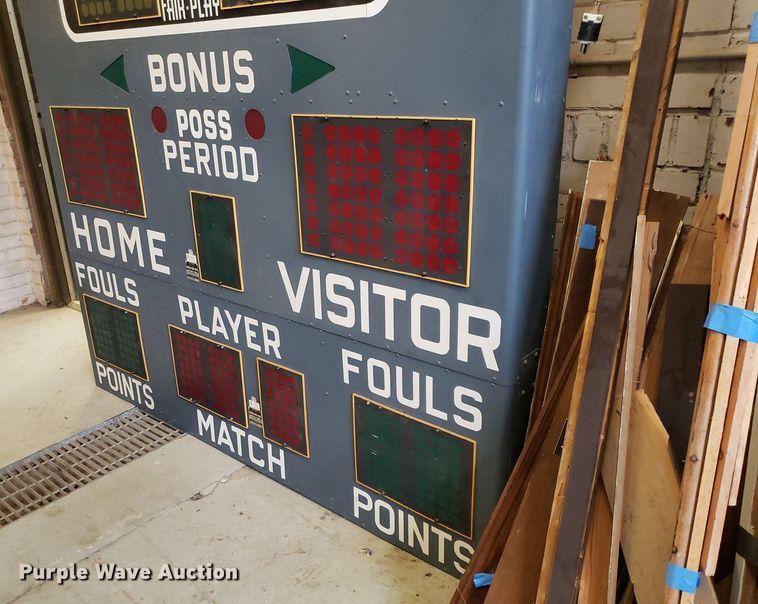 FAIR-PLAY
BONUS
POSS
PERIOD
HOME
VISITOR
FOULS
PLAYER
FOULS
POINTS
MATCH
POINTS
Purple Wave Auction